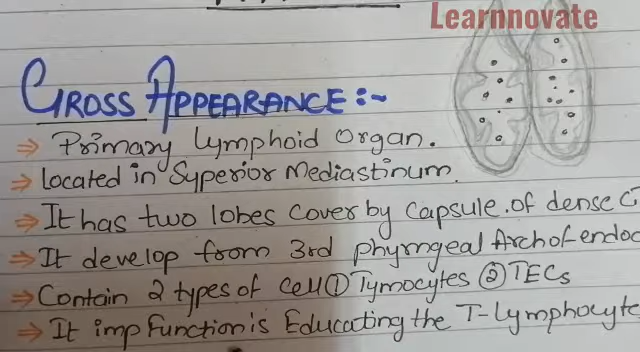 Learnnovate
GROSS APPEARANCE :~
⇒ Primary lymphoid Organ.
⇒ located in Superior Mediastinum.
⇒ It has two lobes cover by capsule. of dense C
⇒ It develop from 3rd phyrngeal Arch of endod
⇒ Contain 2 types of cell ① Tymocytes ② TECs
⇒ It imp Function is Educating the T-lymphocyte